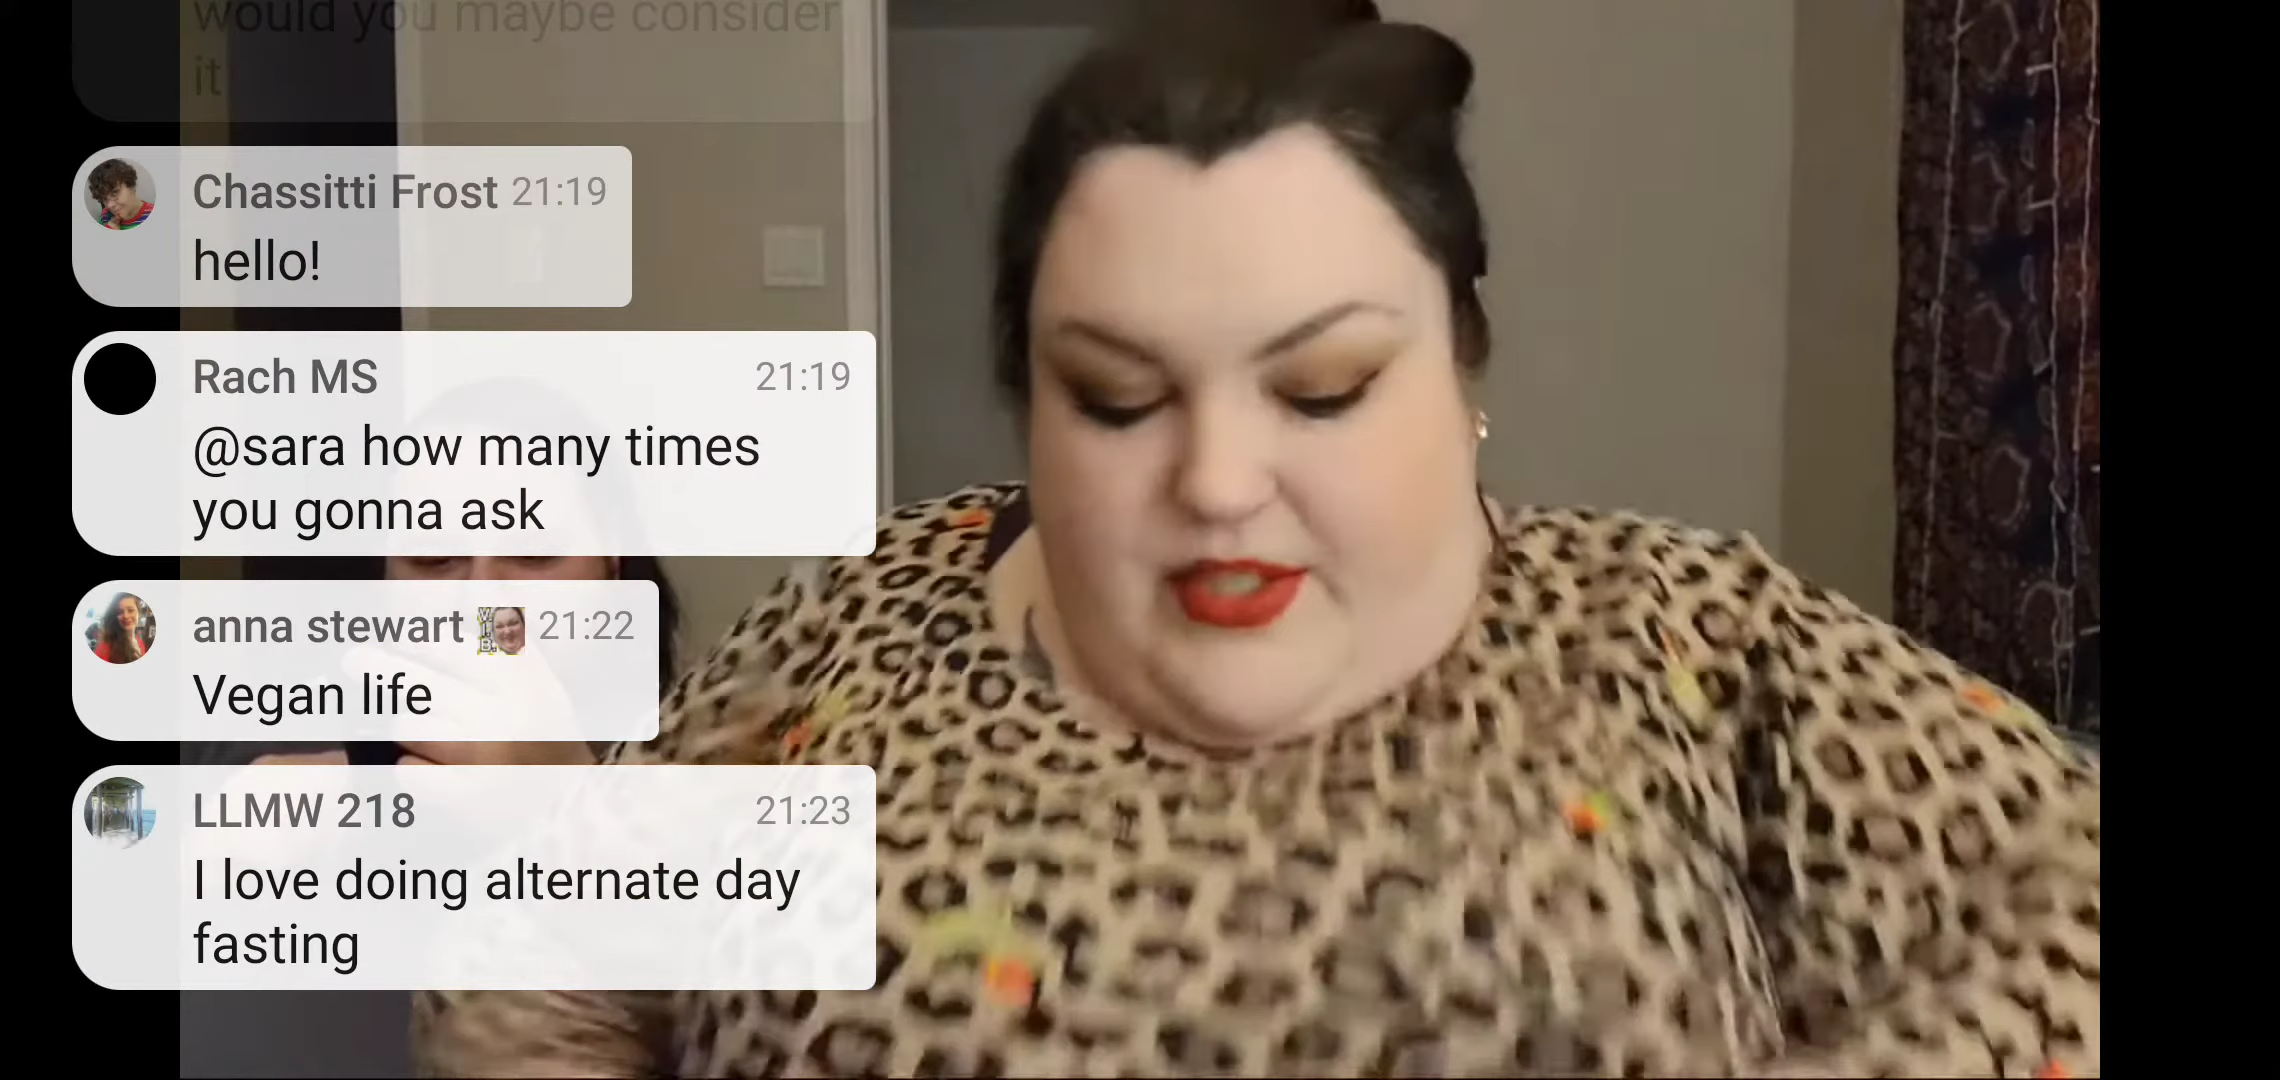 would you maybe consider
it
Chassitti Frost 21:19
hello!
Rach MS 21:19
@sara how many times
you gonna ask
anna stewart 21:22
Vegan life
LLMW 218 21:23
I love doing alternate day
fasting